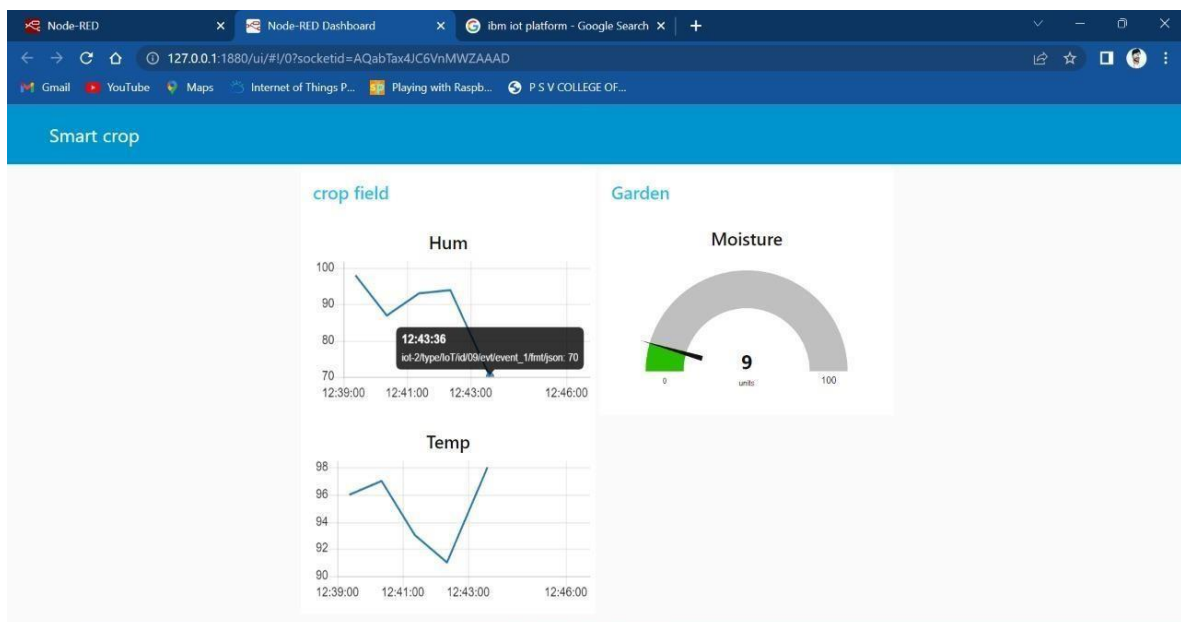 Node-RED
Node-RED Dashboard
ibm iot platform - Google Search
127.0.0.1:1880/ui/#!/0?socketid=AQabTax4JC6VnMWZAAAD
Gmail
YouTube
Maps
Internet of Things P...
Playing with Raspb...
P S V COLLEGE OF...
Smart crop
crop field
Hum
100
90
80
70
12:43:36
iot-2/type/IoT/id/09/evt/event_1/fmt/json: 70
12:39:00 12:41:00 12:43:00 12:46:00
Temp
98
96
94
92
90
12:39:00 12:41:00 12:43:00 12:46:00
Garden
Moisture
9
units
0 100